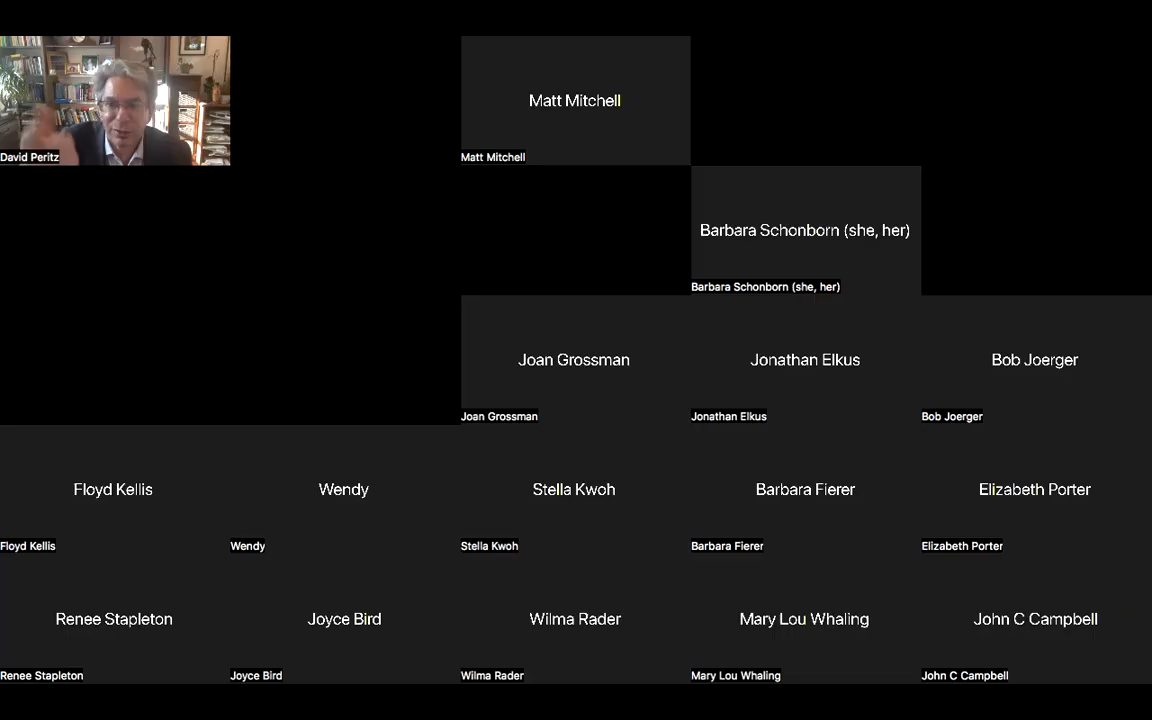 Matt Mitchell
David Peritz
Matt Mitchell
Barbara Schonborn (she, her)
Barbara Schonborn (she, her)
Joan Grossman
Jonathan Elkus
Bob Joerger
Joan Grossman
Jonathan Elkus
Bob Joerger
Floyd Kellis
Wendy
Stella Kwoh
Barbara Fierer
Elizabeth Porter
Floyd Kellis
Wendy
Stella Kwoh
Barbara Fierer
Elizabeth Porter
Renee Stapleton
Joyce Bird
Wilma Rader
Mary Lou Whaling
John C Campbell
Renee Stapleton
Joyce Bird
Wilma Rader
Mary Lou Whaling
John C Campbell